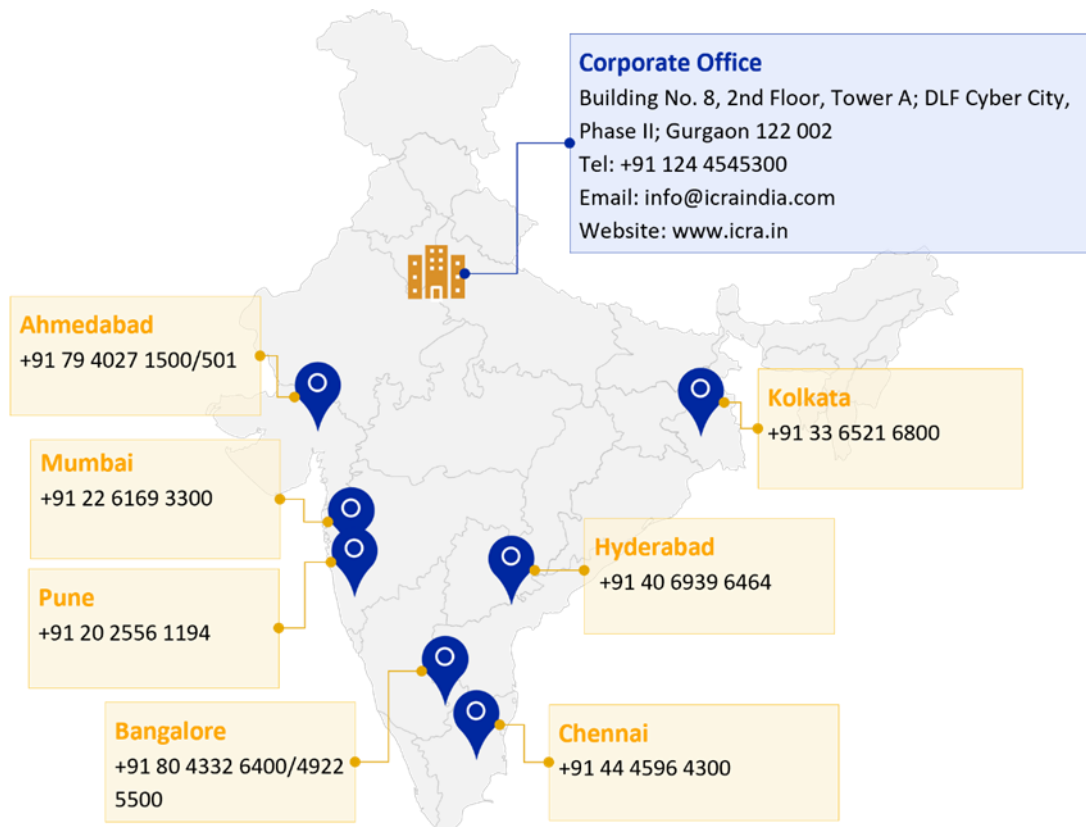 Corporate Office
Building No. 8, 2nd Floor, Tower A; DLF Cyber City,
Phase II; Gurgaon 122 002
Tel: +91 124 4545300
Email: info@icraindia.com
Website: www.icra.in
Ahmedabad
+91 79 4027 1500/501
Kolkata
+91 33 6521 6800
Mumbai
+91 22 6169 3300
Hyderabad
+91 40 6939 6464
Pune
+91 20 2556 1194
Bangalore
+91 80 4332 6400/4922
5500
Chennai
+91 44 4596 4300